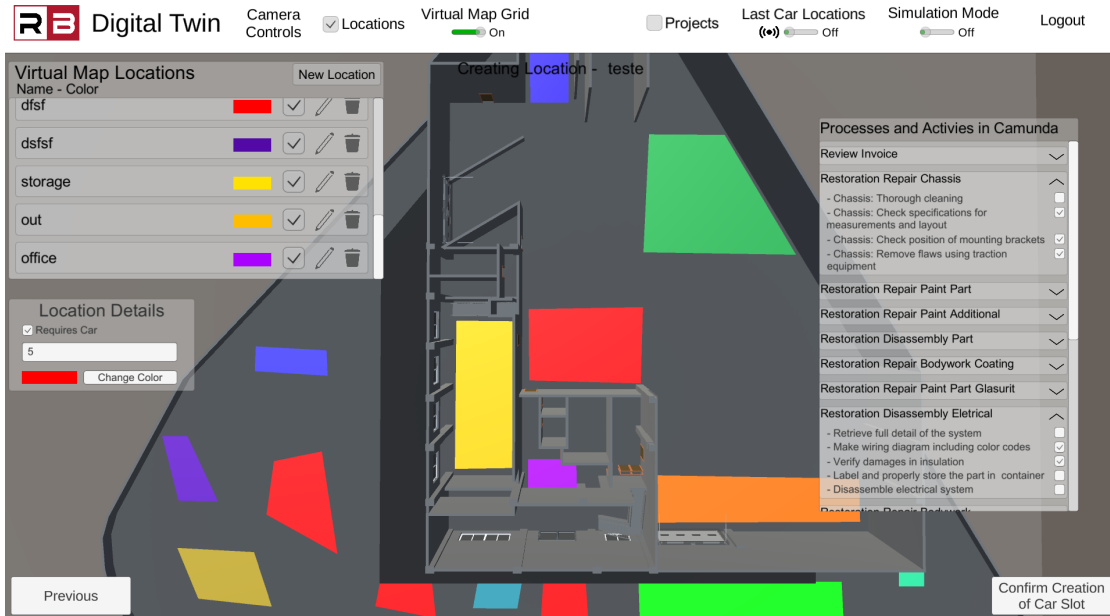 RB Digital Twin
Camera Controls
Locations
Virtual Map Grid
On
Projects
Last Car Locations
Off
Simulation Mode
Off
Logout
Creating Location - teste
Virtual Map Locations
New Location
Name - Color
dfsf
dsfsf
storage
out
office
Location Details
Requires Car
5
Change Color
Processes and Activies in Camunda
Review Invoice
Restoration Repair Chassis
- Chassis: Thorough cleaning
- Chassis: Check specifications for
measurements and layout
- Chassis: Check position of mounting brackets
- Chassis: Remove flaws using traction
equipment
Restoration Repair Paint Part
Restoration Repair Paint Additional
Restoration Disassembly Part
Restoration Repair Bodywork Coating
Restoration Repair Paint Part Glasurit
Restoration Disassembly Eletrical
- Retrieve full detail of the system
- Make wiring diagram including color codes
- Verify damages in insulation
- Label and properly store the part in container
- Disassemble electrical system
Restoration Repair Bodywork
Previous
Confirm Creation
of Car Slot